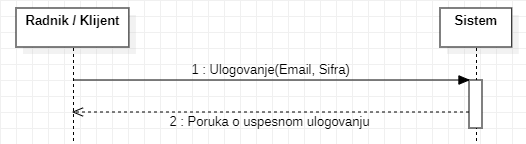 Radnik / Klijent
Sistem
1 : Ulogovanje(Email, Sifra)
2 : Poruka o uspesnom ulogovanju